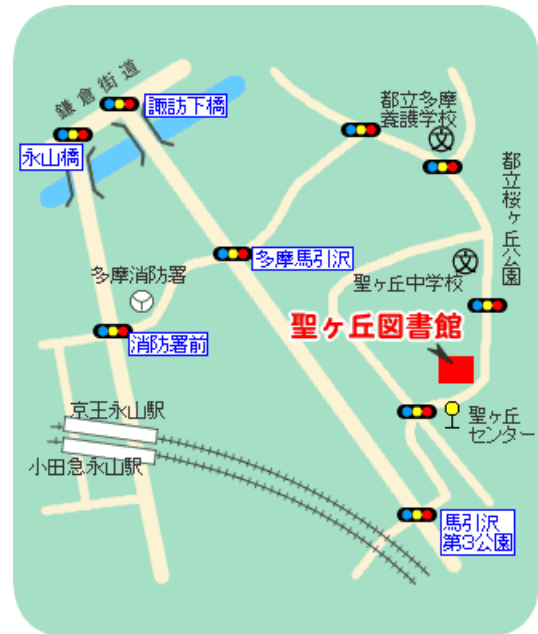 鎌倉街道
諏訪下橋
永山橋
都立多摩
養護学校
都立桜ヶ丘公園
多摩馬引沢
多摩消防署
聖ヶ丘中学校
消防署前
聖ヶ丘図書館
京王永山駅
小田急永山駅
聖ヶ丘
センター
馬引沢
第3公園
文
文